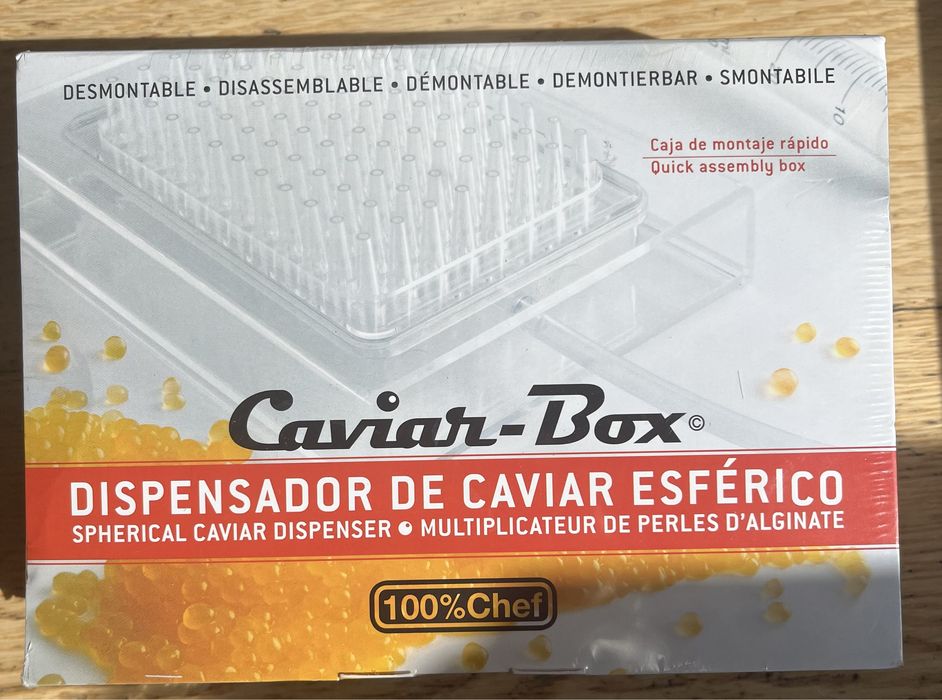 DESMONTABLE • DISASSEMBLABLE • DÉMONTABLE • DEMONTIERBAR • SMONTABILE
10
Caja de montaje rápido
Quick assembly box
Caviar-Box©
DISPENSADOR DE CAVIAR ESFÉRICO
SPHERICAL CAVIAR DISPENSER • MULTIPLICATEUR DE PERLES D'ALGINATE
100%Chef